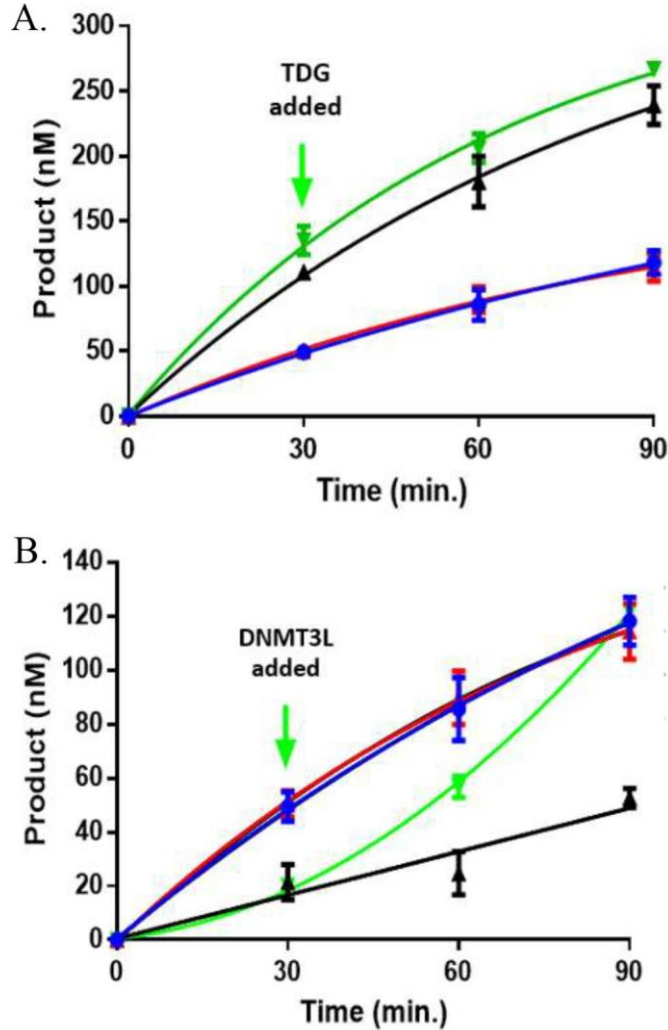 A.
300
250
200
150
100
50
0
Product (nM)
TDG
added
0 30 60 90
Time (min.)
B.
140
120
100
80
60
40
20
0
Product (nM)
DNMT3L
added
0 30 60 90
Time (min.)